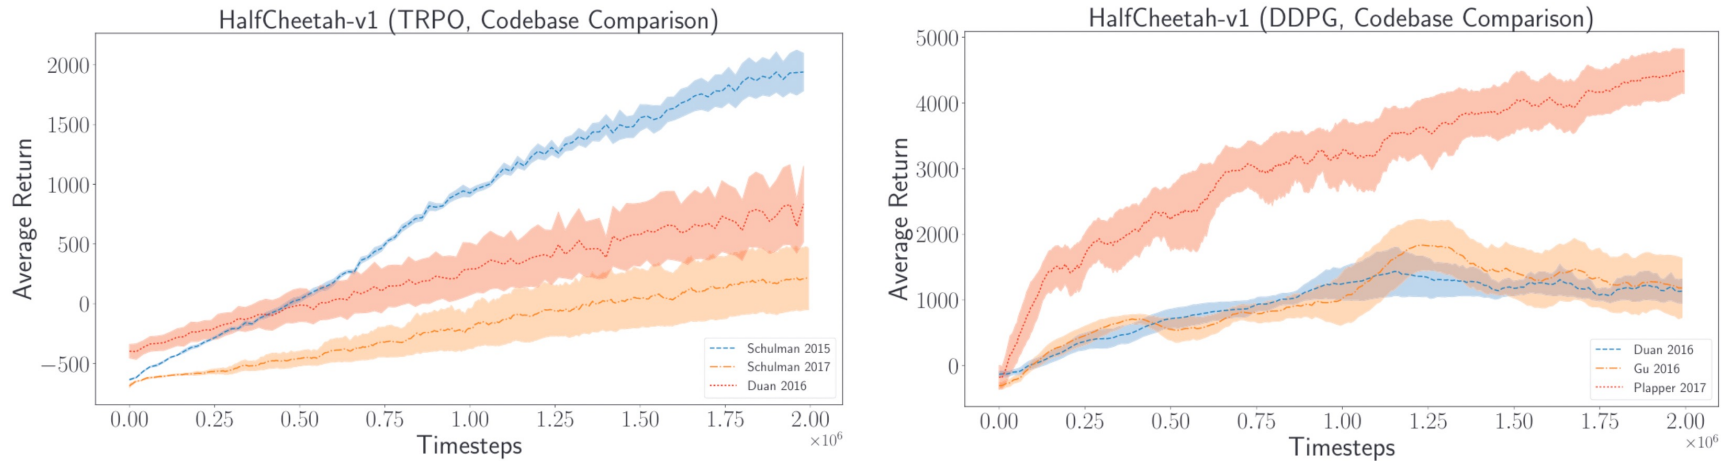 HalfCheetah-v1 (TRPO, Codebase Comparison)
2000
1500
1000
500
0
−500
Average Return
0.00 0.25 0.50 0.75 1.00 1.25 1.50 1.75 2.00
×10⁶
Timesteps
Schulman 2015
Schulman 2017
Duan 2016
HalfCheetah-v1 (DDPG, Codebase Comparison)
5000
4000
3000
2000
1000
0
Average Return
0.00 0.25 0.50 0.75 1.00 1.25 1.50 1.75 2.00
×10⁶
Timesteps
Duan 2016
Gu 2016
Plapper 2017